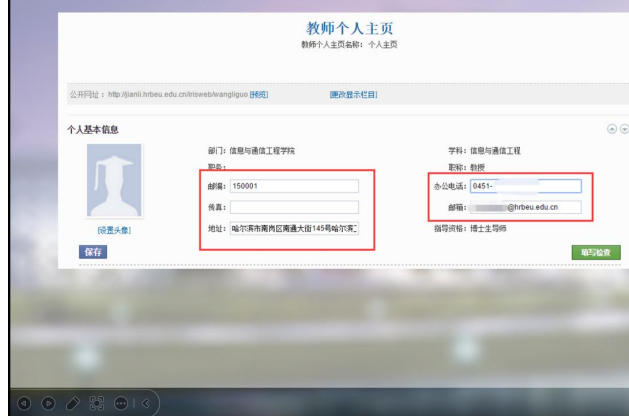 教师个人主页
教师个人主页名称: 个人主页
公开网址: http://jianli.hrbeu.edu.cn/irisweb/wangliguo [预览] [更改显示栏目]
个人基本信息
部门: 信息与通信工程学院 学科: 信息与通信工程
职务: 职称: 教授
邮编: 150001 办公电话: 0451-
传真: 邮箱: @hrbeu.edu.cn
[设置头像] 地址: 哈尔滨市南岗区南通大街145号哈尔滨 指导资格: 博士生导师
保存 填写检查